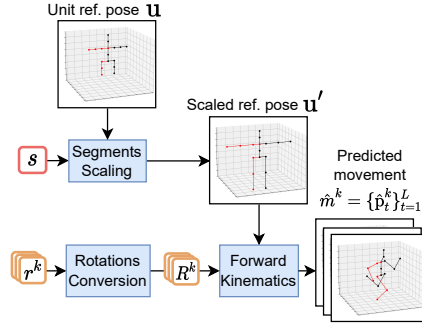 Unit ref. pose u
Scaled ref. pose u′
s
Segments
Scaling
Predicted
movement
m̂ᵏ = {p̂ₜᵏ}ₜ₌₁ᴸ
rᵏ
Rotations
Conversion
Rᵏ
Forward
Kinematics